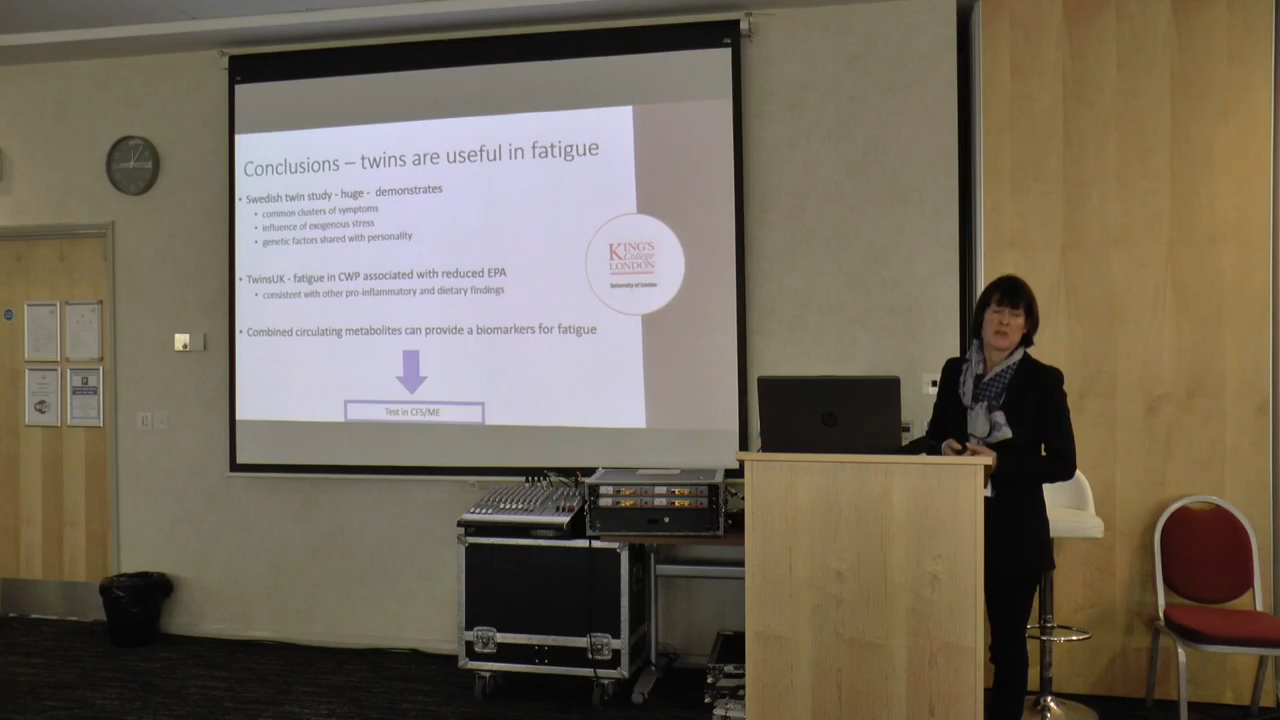 Conclusions – twins are useful in fatigue
• Swedish twin study - huge - demonstrates
• common clusters of symptoms
• influence of exogenous stress
• genetic factors shared with personality
• TwinsUK - fatigue in CWP associated with reduced EPA
• consistent with other pro-inflammatory and dietary findings
• Combined circulating metabolites can provide a biomarkers for fatigue
Test in CFS/ME
KING'S
College
LONDON
University of London
hp